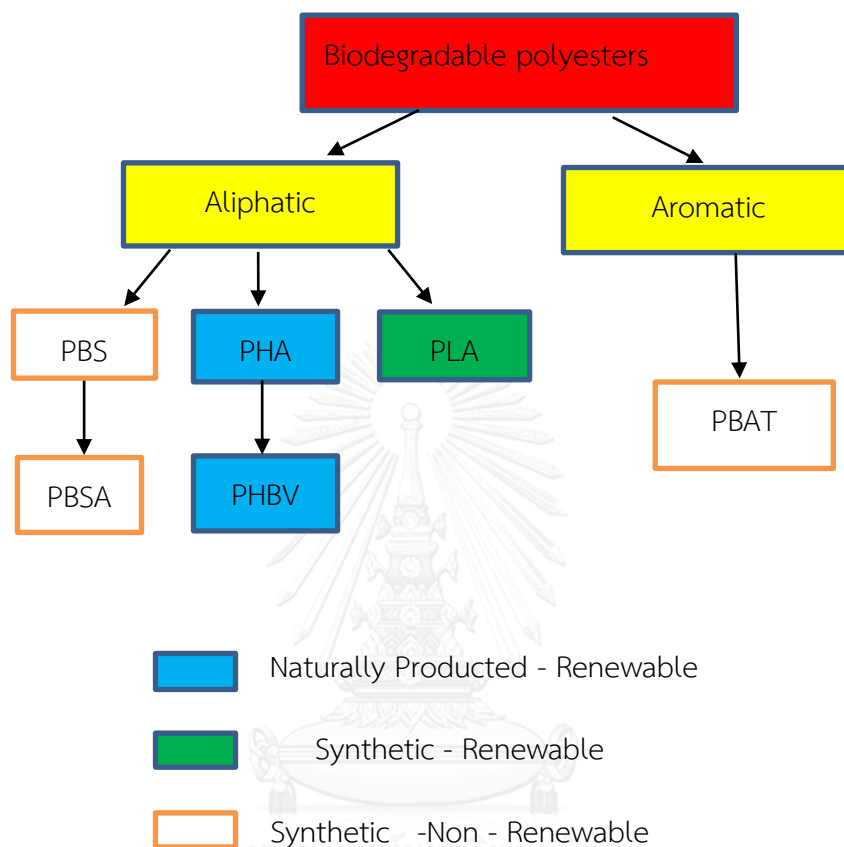 Biodegradable polyesters
Aliphatic
Aromatic
PBS
PHA
PLA
PBAT
PBSA
PHBV
Naturally Producted - Renewable
Synthetic - Renewable
Synthetic -Non - Renewable